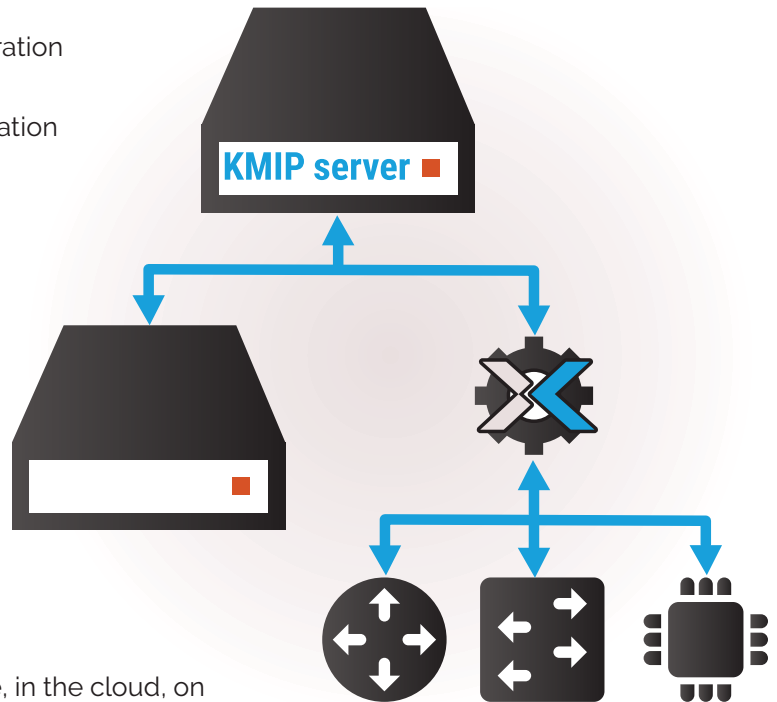 ration
ation
KMIP server
e, in the cloud, on